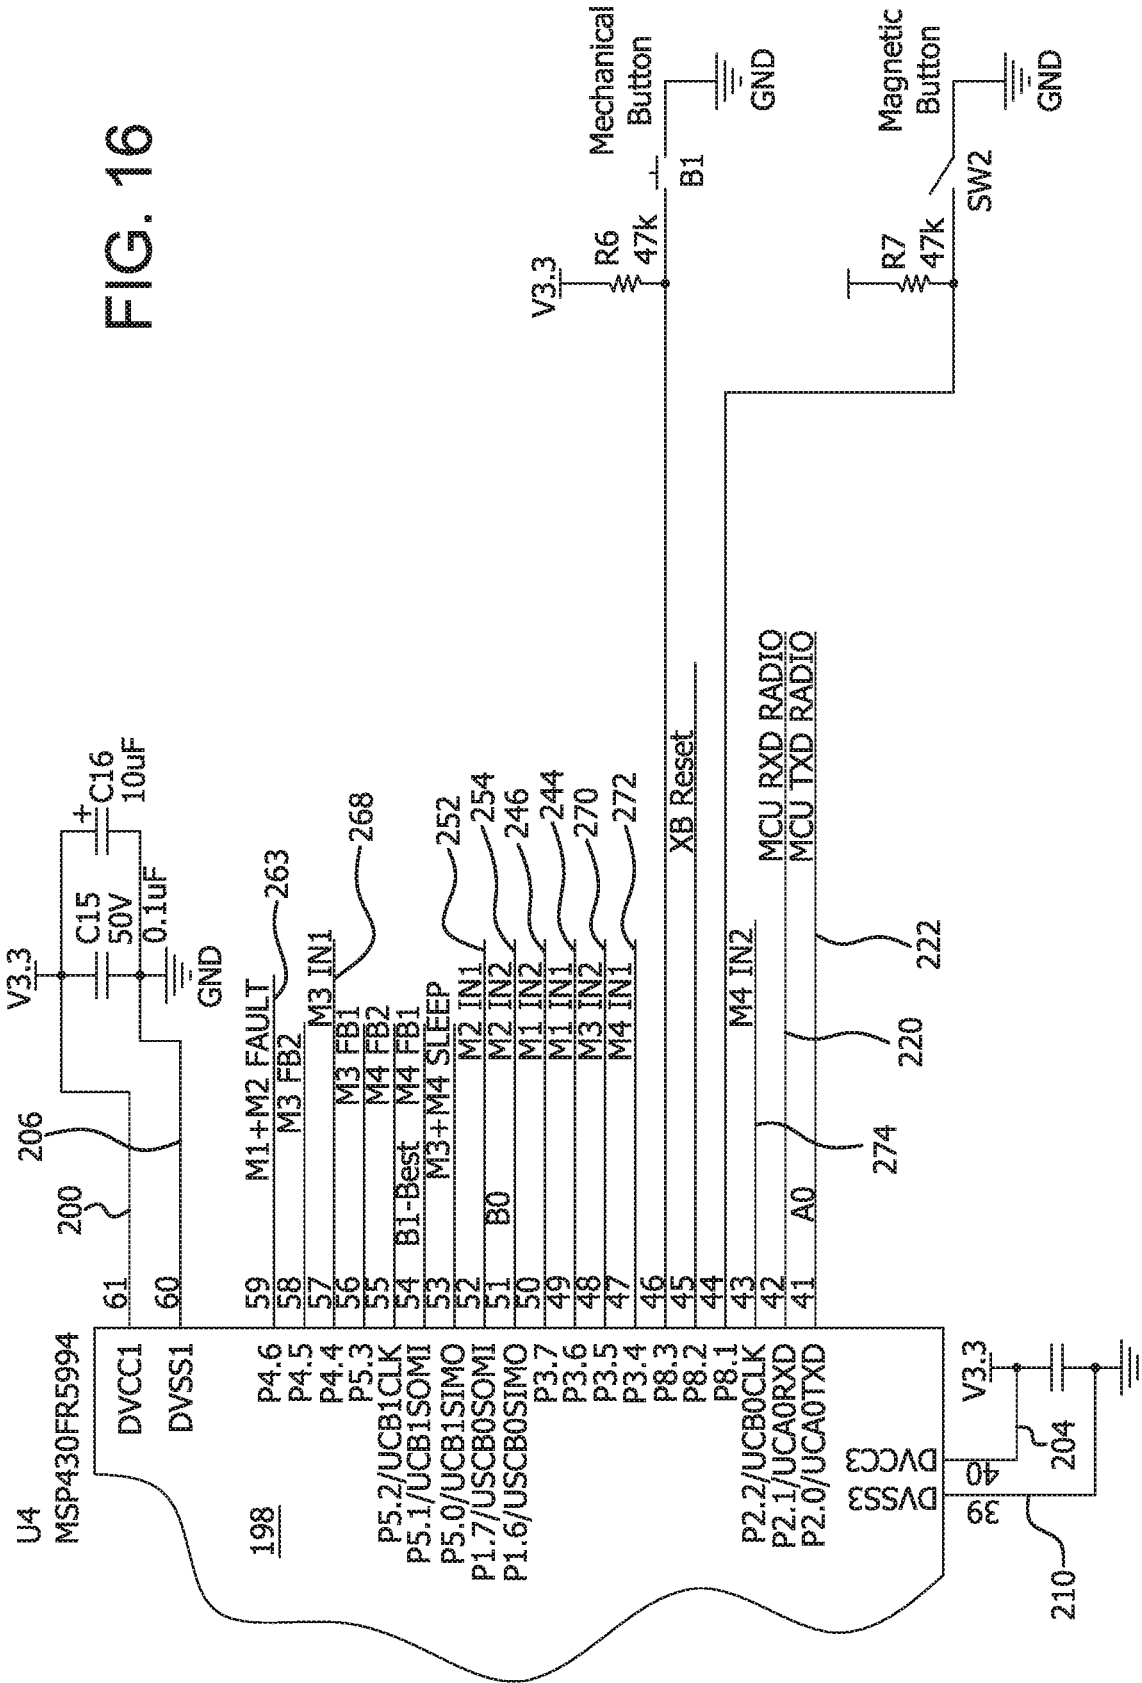 FIG. 16
U4
MSP430FR5994
198
DVCC1
61
200
DVSS1
60
206
V3.3
C15
50V
0.1uF
+
C16
10uF
GND
P4.6
59
M1+M2 FAULT
263
P4.5
58
M3 FB2
P4.4
57
M3 IN1
268
P5.3
56
M3 FB1
P5.2/UCB1CLK
55
M4 FB2
P5.1/UCB1SOMI
54
B1-Best
M4 FB1
P5.0/UCB1SIMO
53
M3+M4 SLEEP
P1.7/USCB0SOMI
52
M2 IN1
252
P1.6/USCB0SIMO
51
B0
M2 IN2
254
P3.7
50
M1 IN2
246
P3.6
49
M1 IN1
244
P3.5
48
M3 IN2
270
P3.4
47
M4 IN1
272
P8.3
46
V3.3
R6
47k
B1
Mechanical
Button
GND
P8.2
45
XB Reset
P8.1
44
R7
47k
SW2
Magnetic
Button
GND
P2.2/UCB0CLK
43
M4 IN2
274
P2.1/UCA0RXD
42
MCU RXD RADIO
220
P2.0/UCA0TXD
41
A0
MCU TXD RADIO
222
DVCC3
40
204
V3.3
DVSS3
39
210